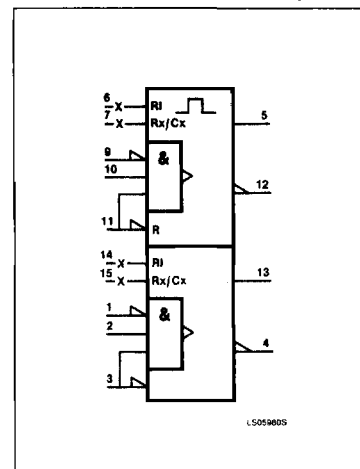 6 X RI
5
7 X Rx/Cx
&
9
10
12
11 R
14 X RI
13
15 X Rx/Cx
&
1
2
4
3
LS05980S